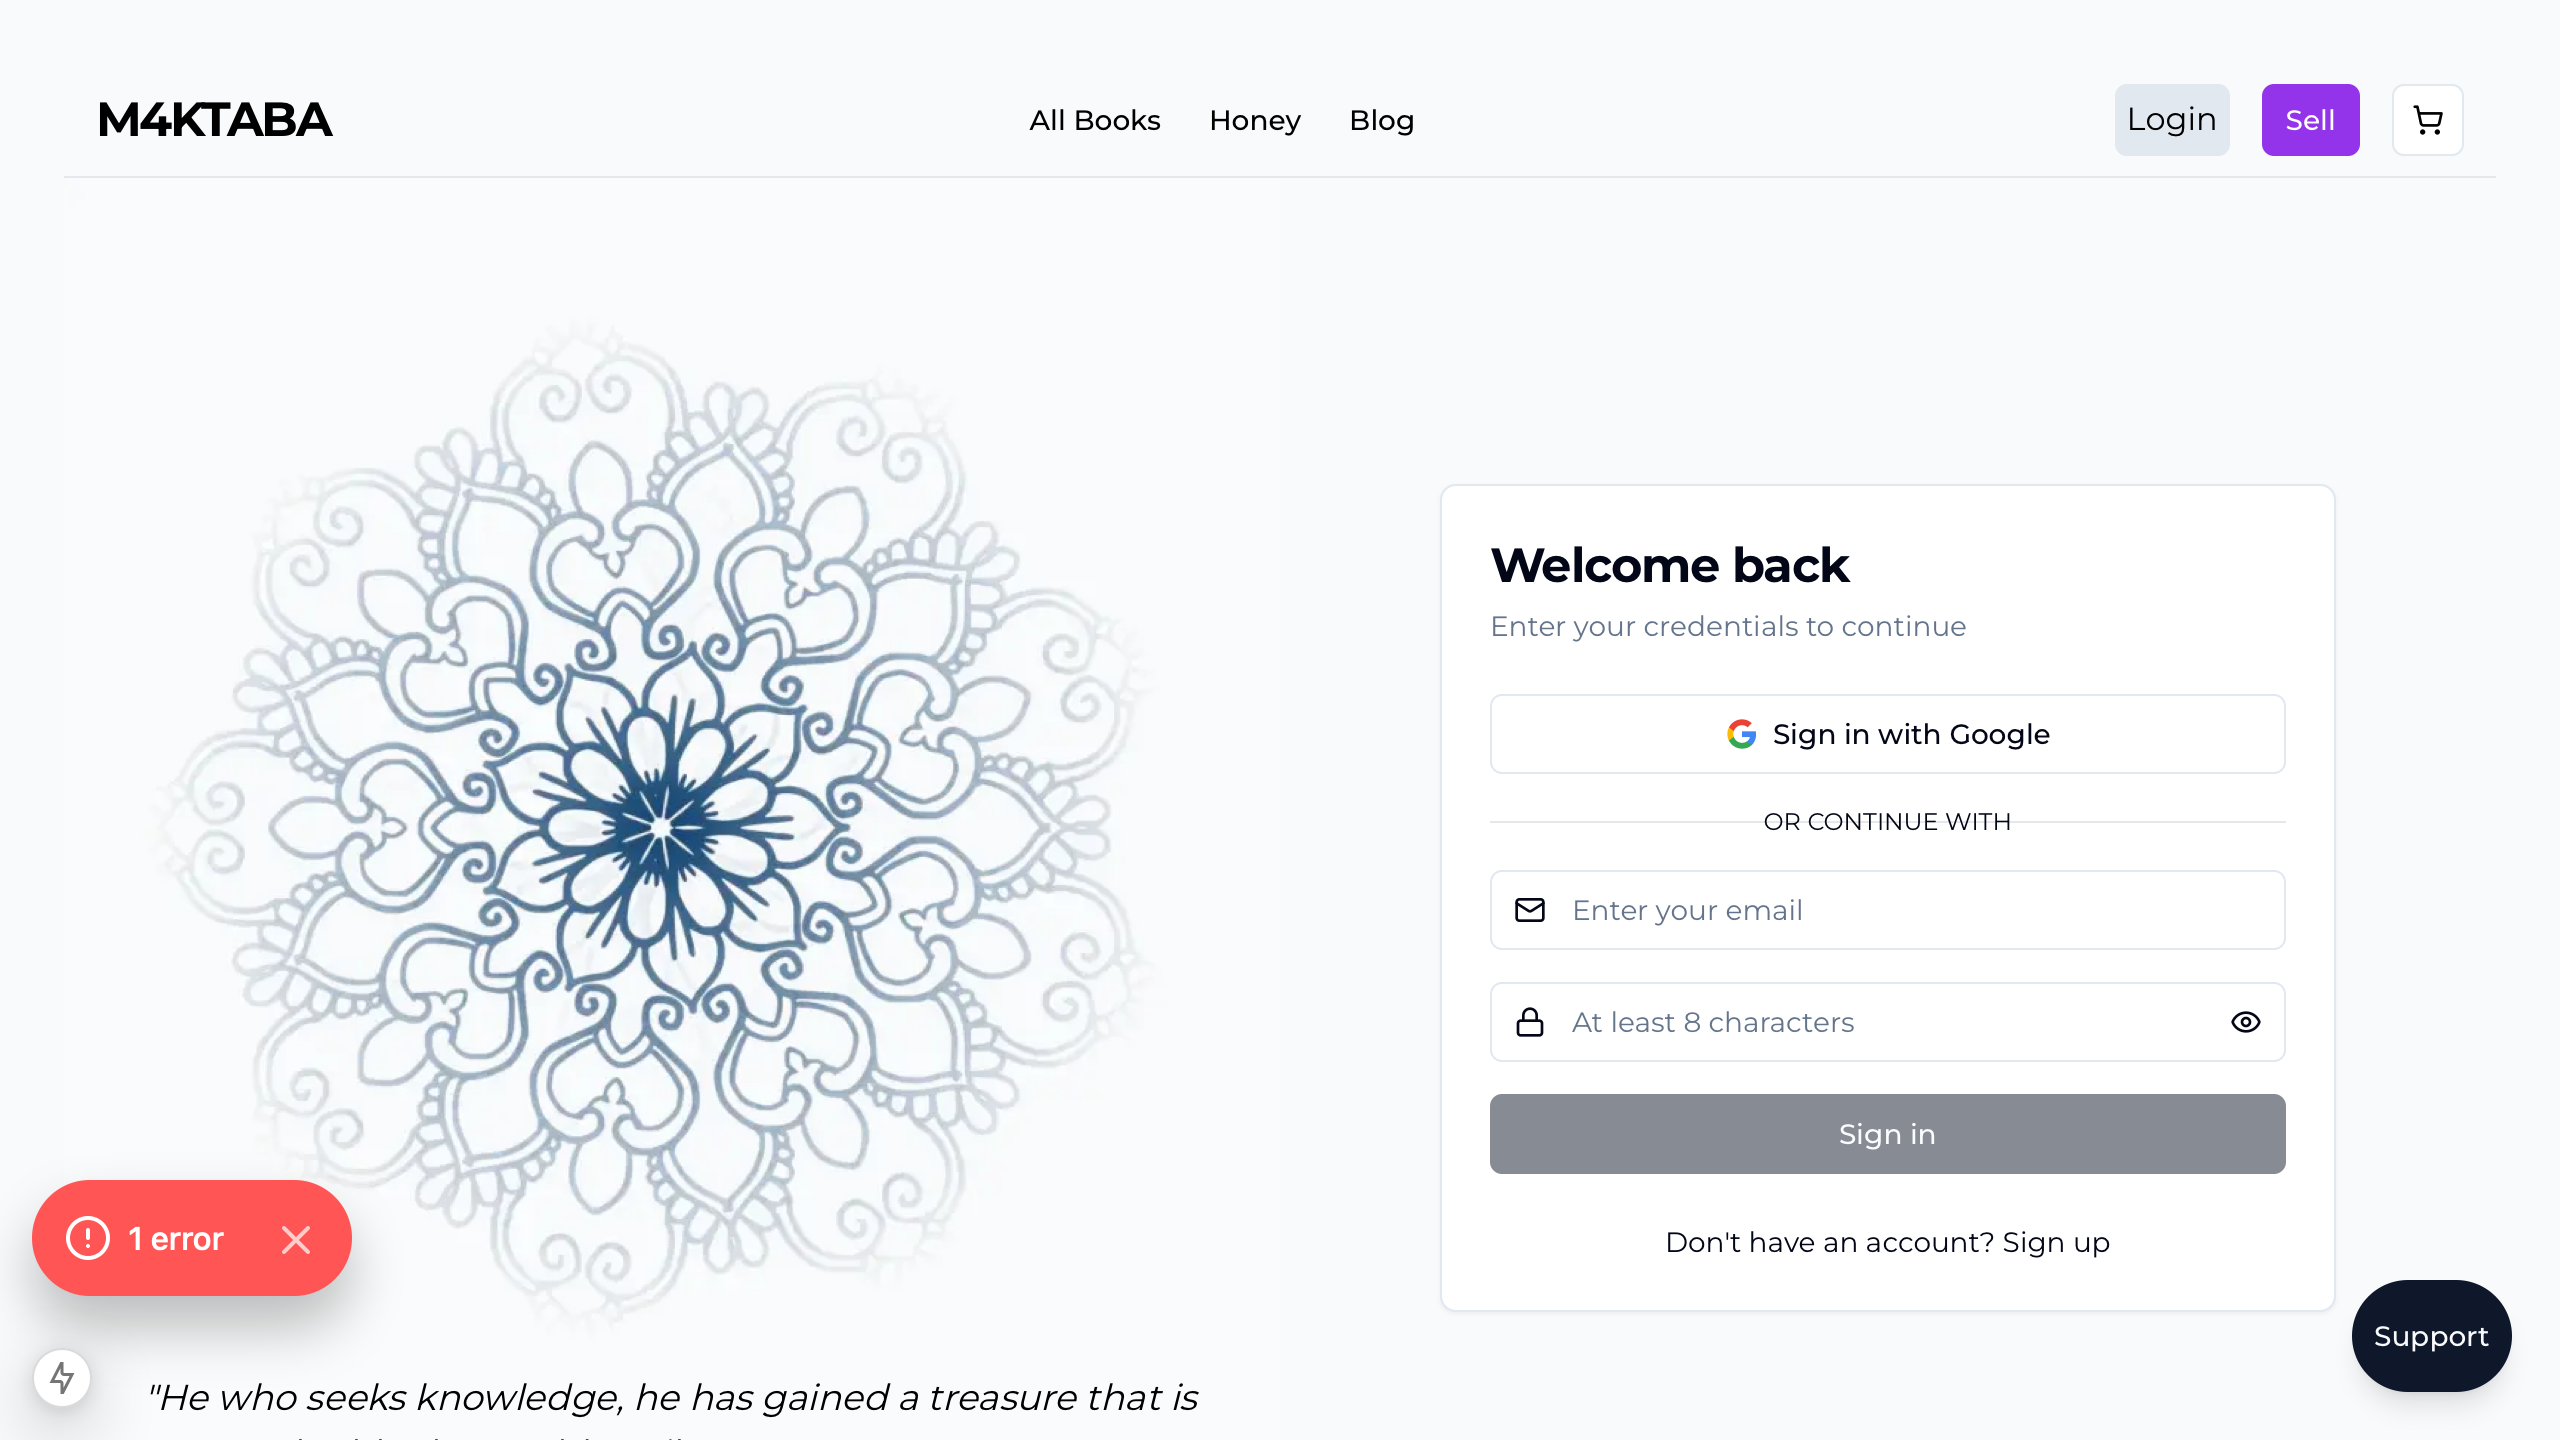 M4KTABA
All Books
Honey
Blog
Login
Sell
Welcome back
Enter your credentials to continue
Sign in with Google
OR CONTINUE WITH
Enter your email
At least 8 characters
Sign in
Don't have an account? Sign up
1 error
Support
"He who seeks knowledge, he has gained a treasure that is